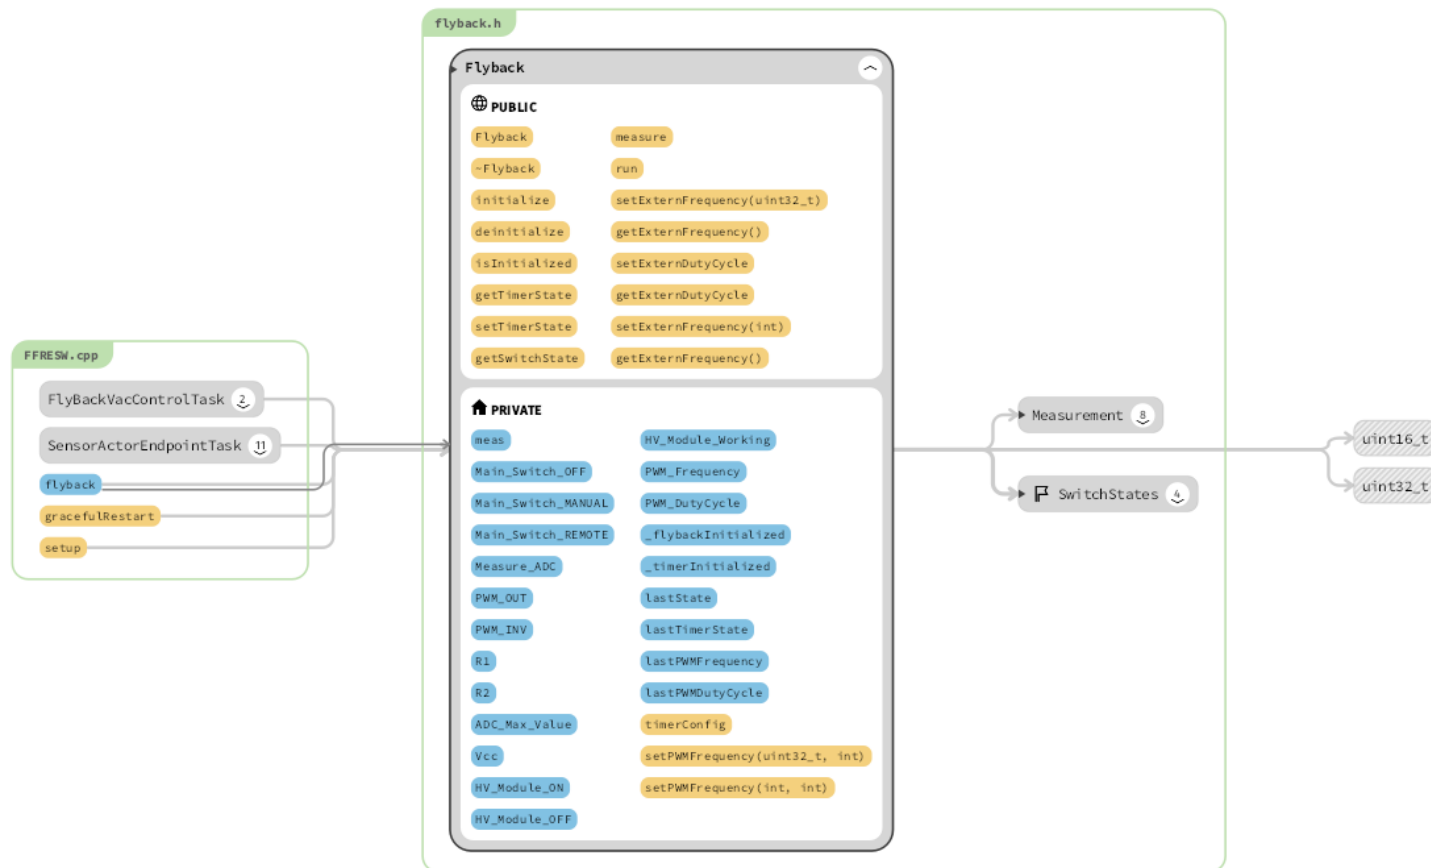 flyback.h
Flyback
PUBLIC
Flyback measure
~Flyback run
initialize setExternFrequency(uint32_t)
deinitialize getExternFrequency()
isInitialized setExternDutyCycle
getTimerState getExternDutyCycle
setTimerState setExternFrequency(int)
getSwitchState getExternFrequency()
PRIVATE
meas HV_Module_Working
Main_Switch_OFF PWM_Frequency
Main_Switch_MANUAL PWM_DutyCycle
Main_Switch_REMOTE _flybackInitialized
Measure_ADC _timerInitialized
PWM_OUT lastState
PWM_INV lastTimerState
R1 lastPWMFrequency
R2 lastPWMDutyCycle
ADC_Max_Value timerConfig
Vcc setPWMFrequency(uint32_t, int)
HV_Module_ON setPWMFrequency(int, int)
HV_Module_OFF
FFRESW.cpp
FlyBackVacControlTask 2
SensorActorEndpointTask 11
flyback
gracefulRestart
setup
Measurement 8
SwitchStates 4
uint16_t
uint32_t